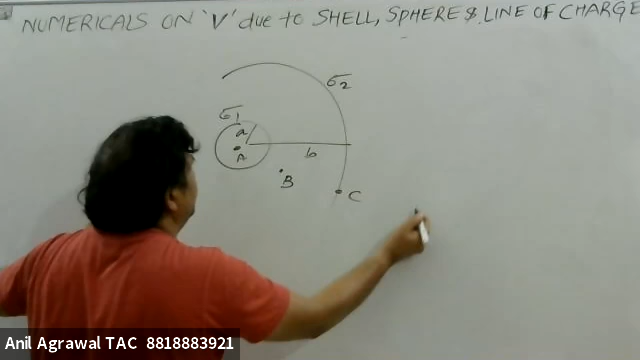 NUMERICALS ON 'V' due to SHELL, SPHERE & LINE OF CHARGE
σ2
σ1
a
A
b
B
C
Anil Agrawal TAC 8818883921